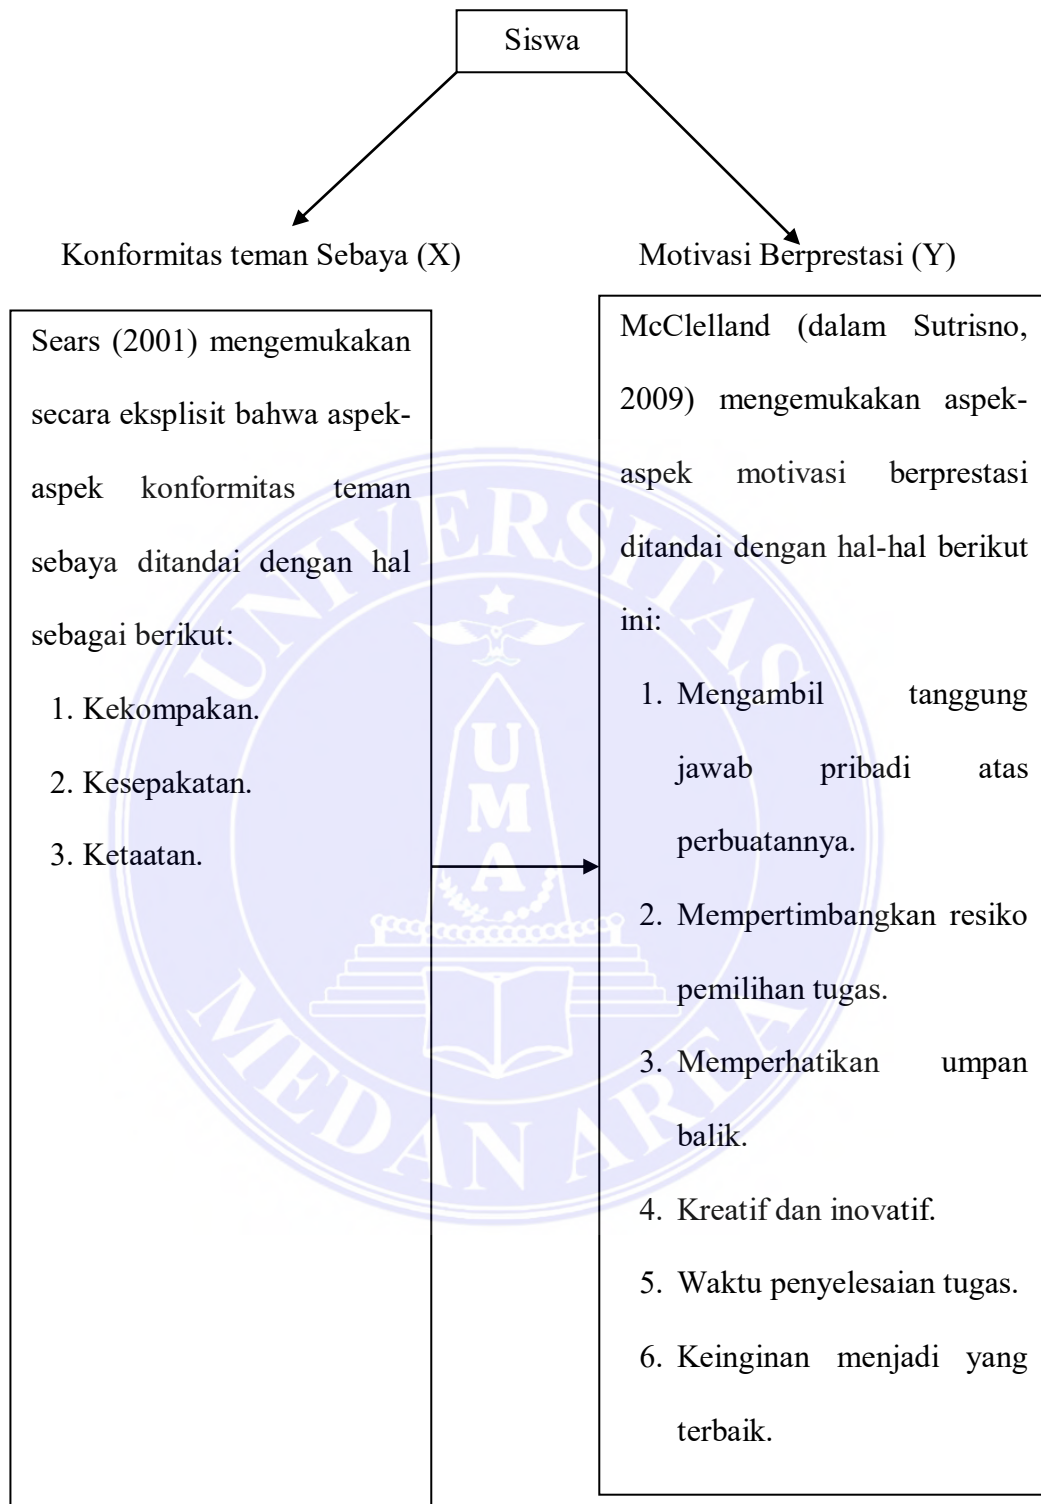 Siswa
Konformitas teman Sebaya (X)
Motivasi Berprestasi (Y)
Sears (2001) mengemukakan
secara eksplisit bahwa aspek-
aspek konformitas teman
sebaya ditandai dengan hal
sebagai berikut:
1. Kekompakan.
2. Kesepakatan.
3. Ketaatan.
McClelland (dalam Sutrisno,
2009) mengemukakan aspek-
aspek motivasi berprestasi
ditandai dengan hal-hal berikut
ini:
1. Mengambil tanggung
jawab pribadi atas
perbuatannya.
2. Mempertimbangkan resiko
pemilihan tugas.
3. Memperhatikan umpan
balik.
4. Kreatif dan inovatif.
5. Waktu penyelesaian tugas.
6. Keinginan menjadi yang
terbaik.
UNIVERSITAS
UMA
MEDAN AREA